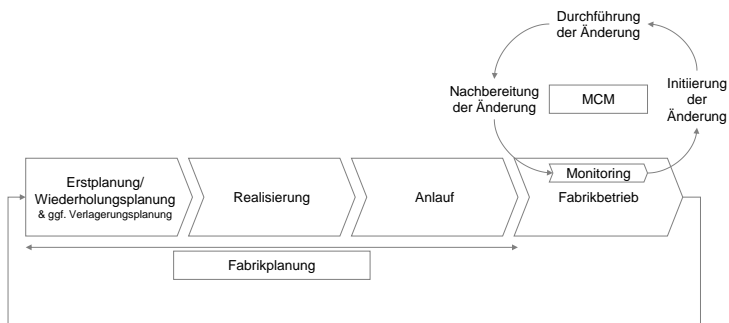 Durchführung
der Änderung
Nachbereitung
der Änderung
MCM
Initiierung
der
Änderung
Monitoring
Erstplanung/
Wiederholungsplanung
& ggf. Verlagerungsplanung
Realisierung
Anlauf
Fabrikbetrieb
Fabrikplanung